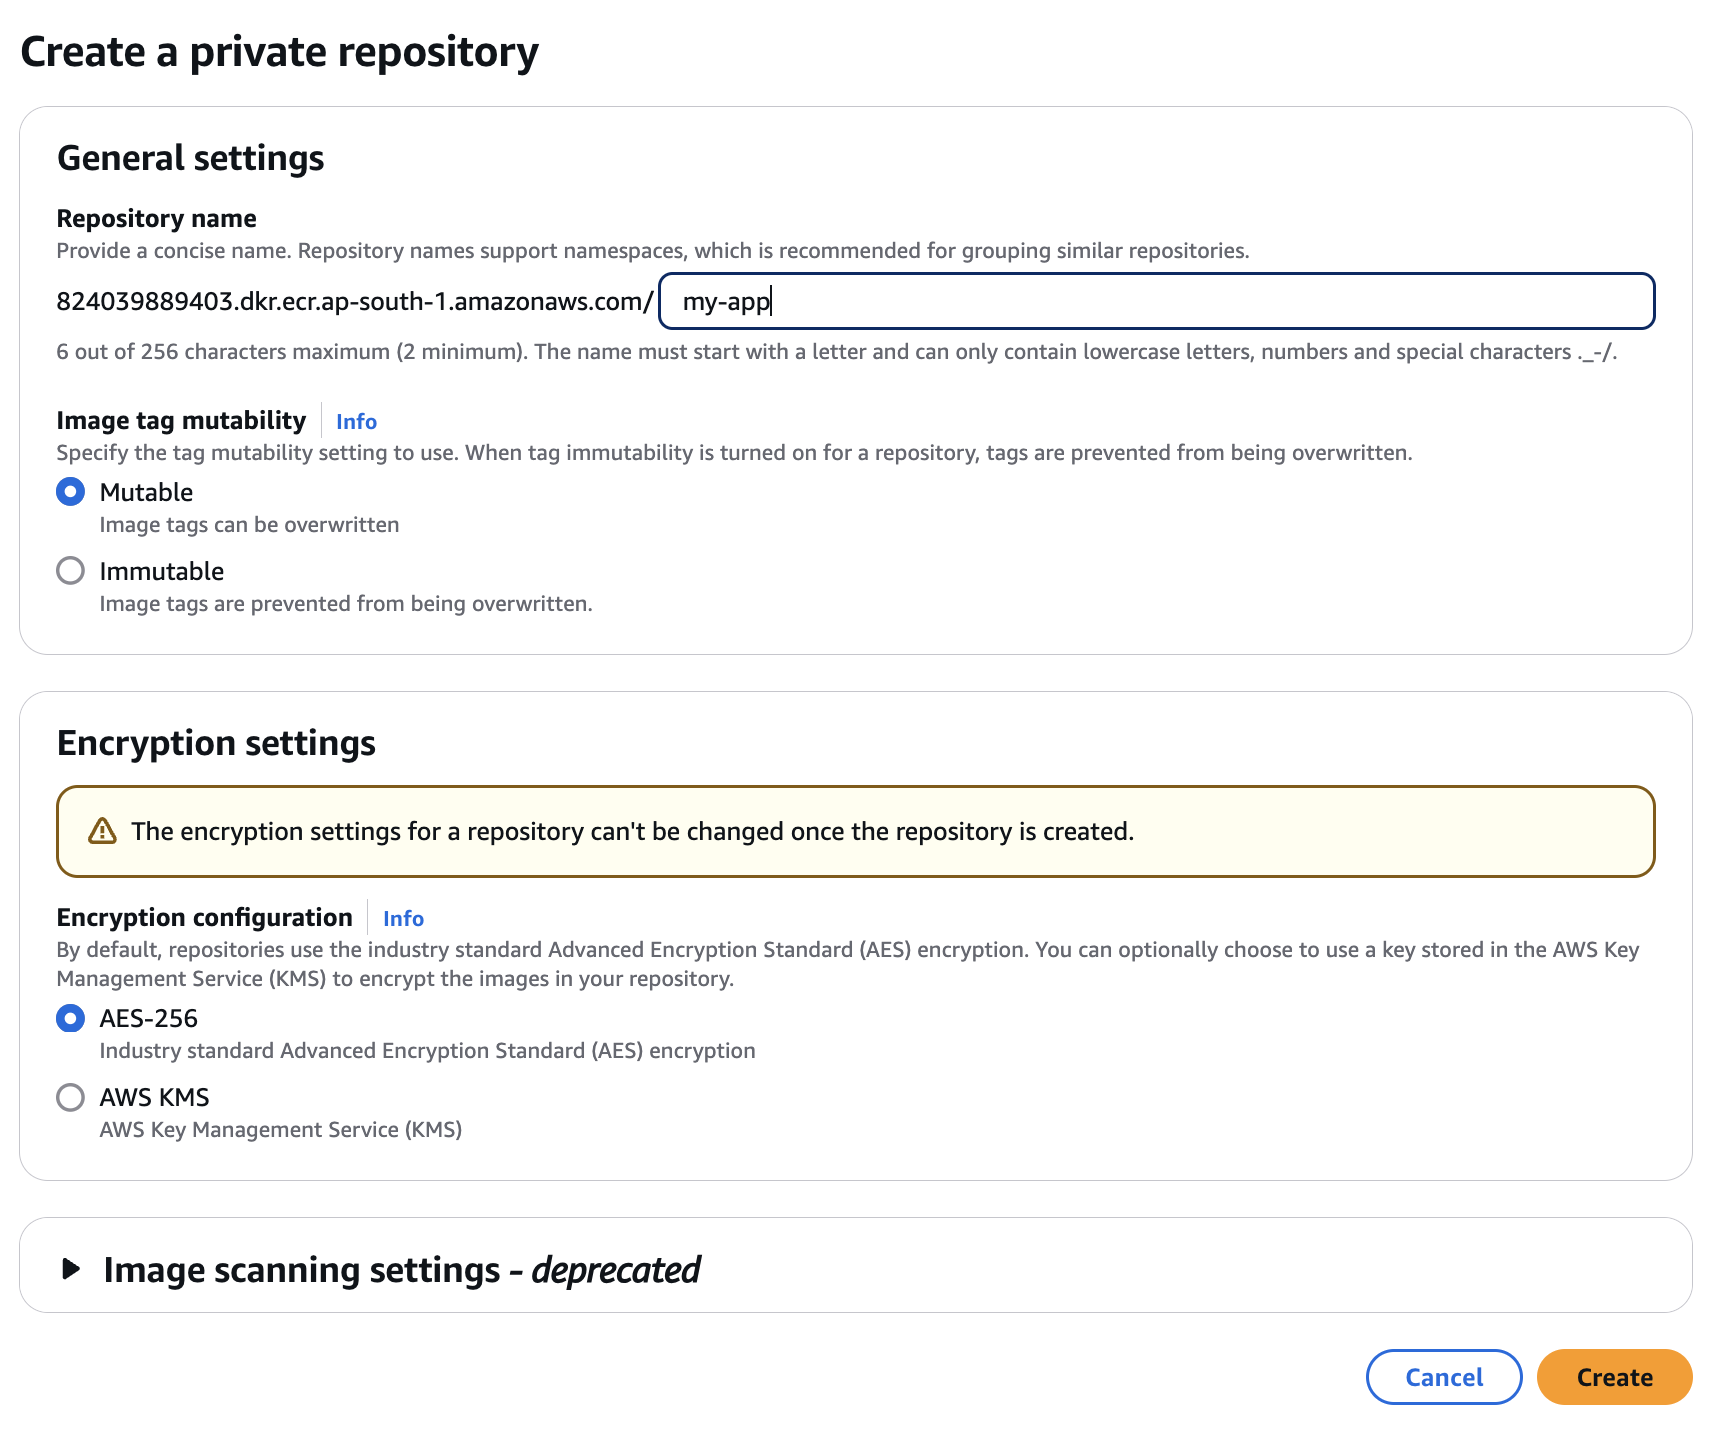 Create a private repository
General settings
Repository name
Provide a concise name. Repository names support namespaces, which is recommended for grouping similar repositories.
824039889403.dkr.ecr.ap-south-1.amazonaws.com/ my-app
6 out of 256 characters maximum (2 minimum). The name must start with a letter and can only contain lowercase letters, numbers and special characters ._-/.
Image tag mutability Info
Specify the tag mutability setting to use. When tag immutability is turned on for a repository, tags are prevented from being overwritten.
Mutable
Image tags can be overwritten
Immutable
Image tags are prevented from being overwritten.
Encryption settings
The encryption settings for a repository can't be changed once the repository is created.
Encryption configuration Info
By default, repositories use the industry standard Advanced Encryption Standard (AES) encryption. You can optionally choose to use a key stored in the AWS Key
Management Service (KMS) to encrypt the images in your repository.
AES-256
Industry standard Advanced Encryption Standard (AES) encryption
AWS KMS
AWS Key Management Service (KMS)
Image scanning settings - deprecated
Cancel Create